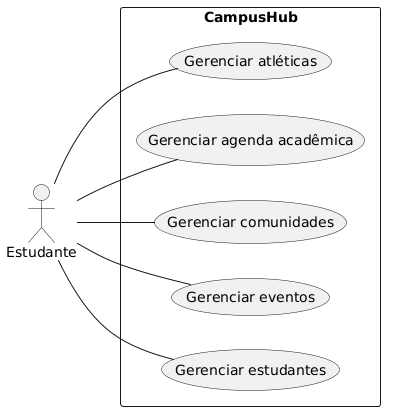 CampusHub
Gerenciar atléticas
Gerenciar agenda acadêmica
Gerenciar comunidades
Estudante
Gerenciar eventos
Gerenciar estudantes